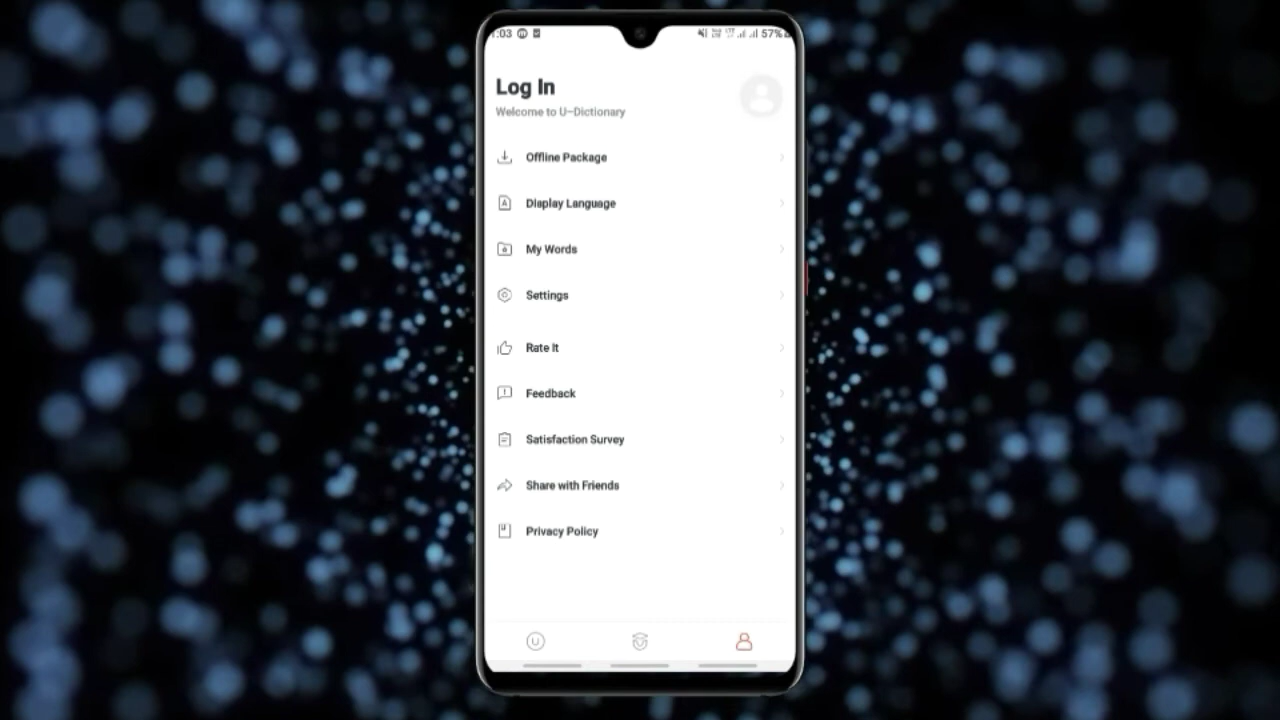 :03 57%
Log In
Welcome to U-Dictionary
Offline Package
Display Language
My Words
Settings
Rate It
Feedback
Satisfaction Survey
Share with Friends
Privacy Policy